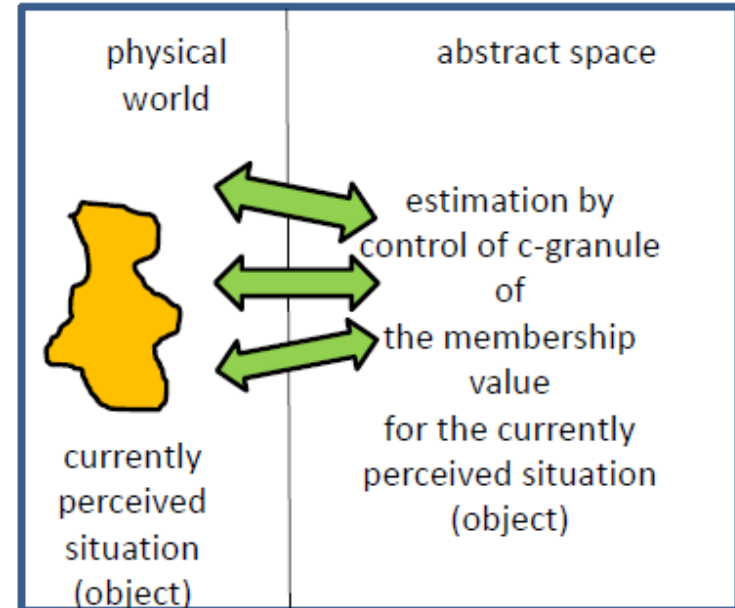 physical
world
abstract space
currently
perceived
situation
(object)
estimation by
control of c-granule
of
the membership
value
for the currently
perceived situation
(object)